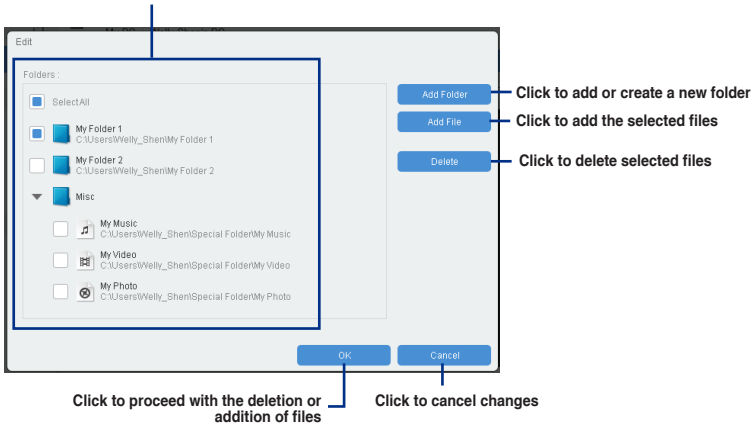 Edit
Folders :
SelectAll
My Folder 1
C:\Users\Welly_Shen\My Folder 1
My Folder 2
C:\Users\Welly_Shen\My Folder 2
Misc
My Music
C:\Users\Welly_Shen\Special Folder\My Music
My Video
C:\Users\Welly_Shen\Special Folder\My Video
My Photo
C:\Users\Welly_Shen\Special Folder\My Photo
Add Folder
Click to add or create a new folder
Add File
Click to add the selected files
Delete
Click to delete selected files
OK
Cancel
Click to proceed with the deletion or
addition of files
Click to cancel changes